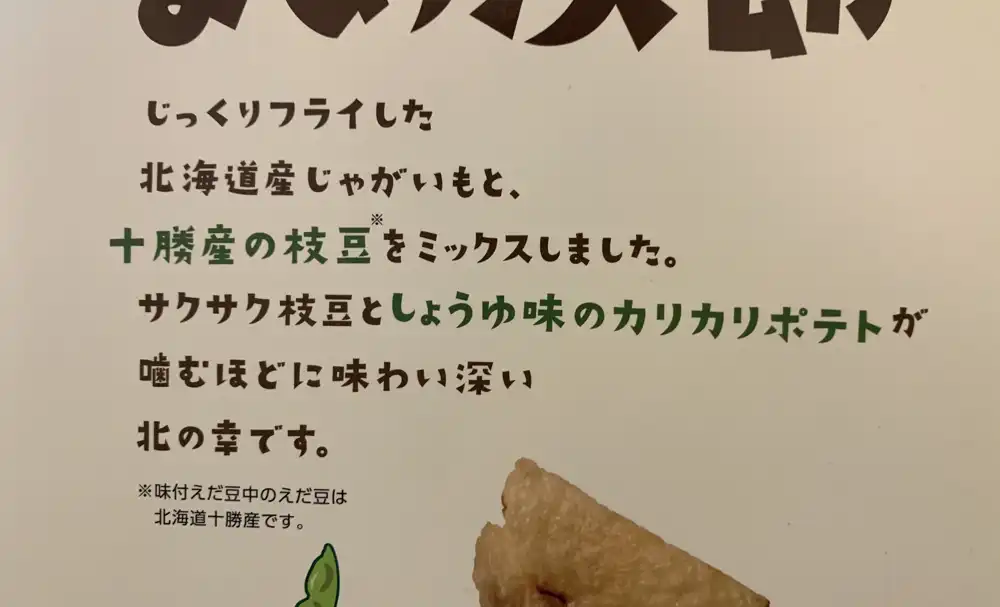 じっくりフライした
北海道産じゃがいもと、
十勝産の枝豆※をミックスしました。
サクサク枝豆としょうゆ味のカリカリポテトが
噛むほどに味わい深い
北の幸です。
※味付えだ豆中のえだ豆は
北海道十勝産です。